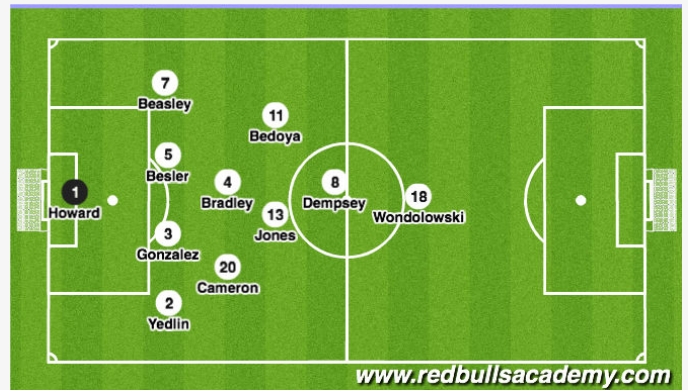 7
Beasley
11
Bedoya
5
Besler
4
Bradley
8
Dempsey
1
Howard
18
Wondolowski
13
Jones
3
Gonzalez
20
Cameron
2
Yedlin
www.redbullsacademy.com